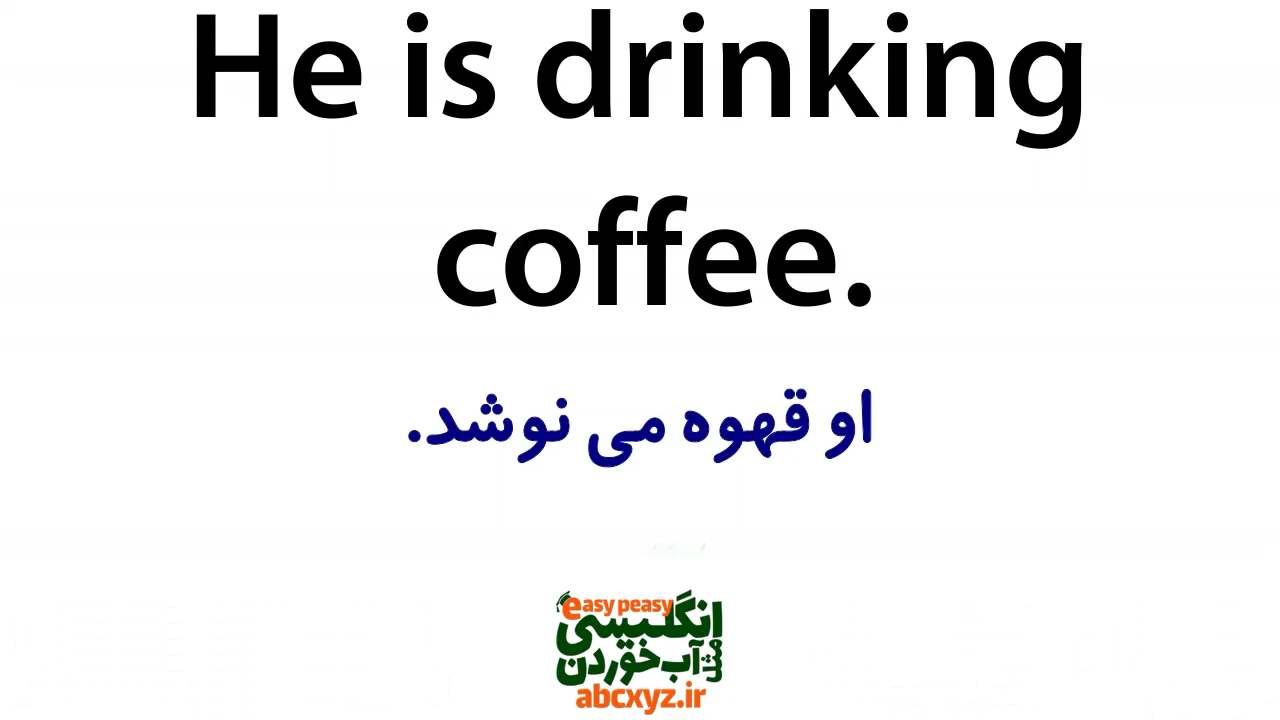 He is drinking
coffee.
او قهوه می نوشد.
easy peasy
انگلیسی
مثل آب خوردن
abcxyz.ir